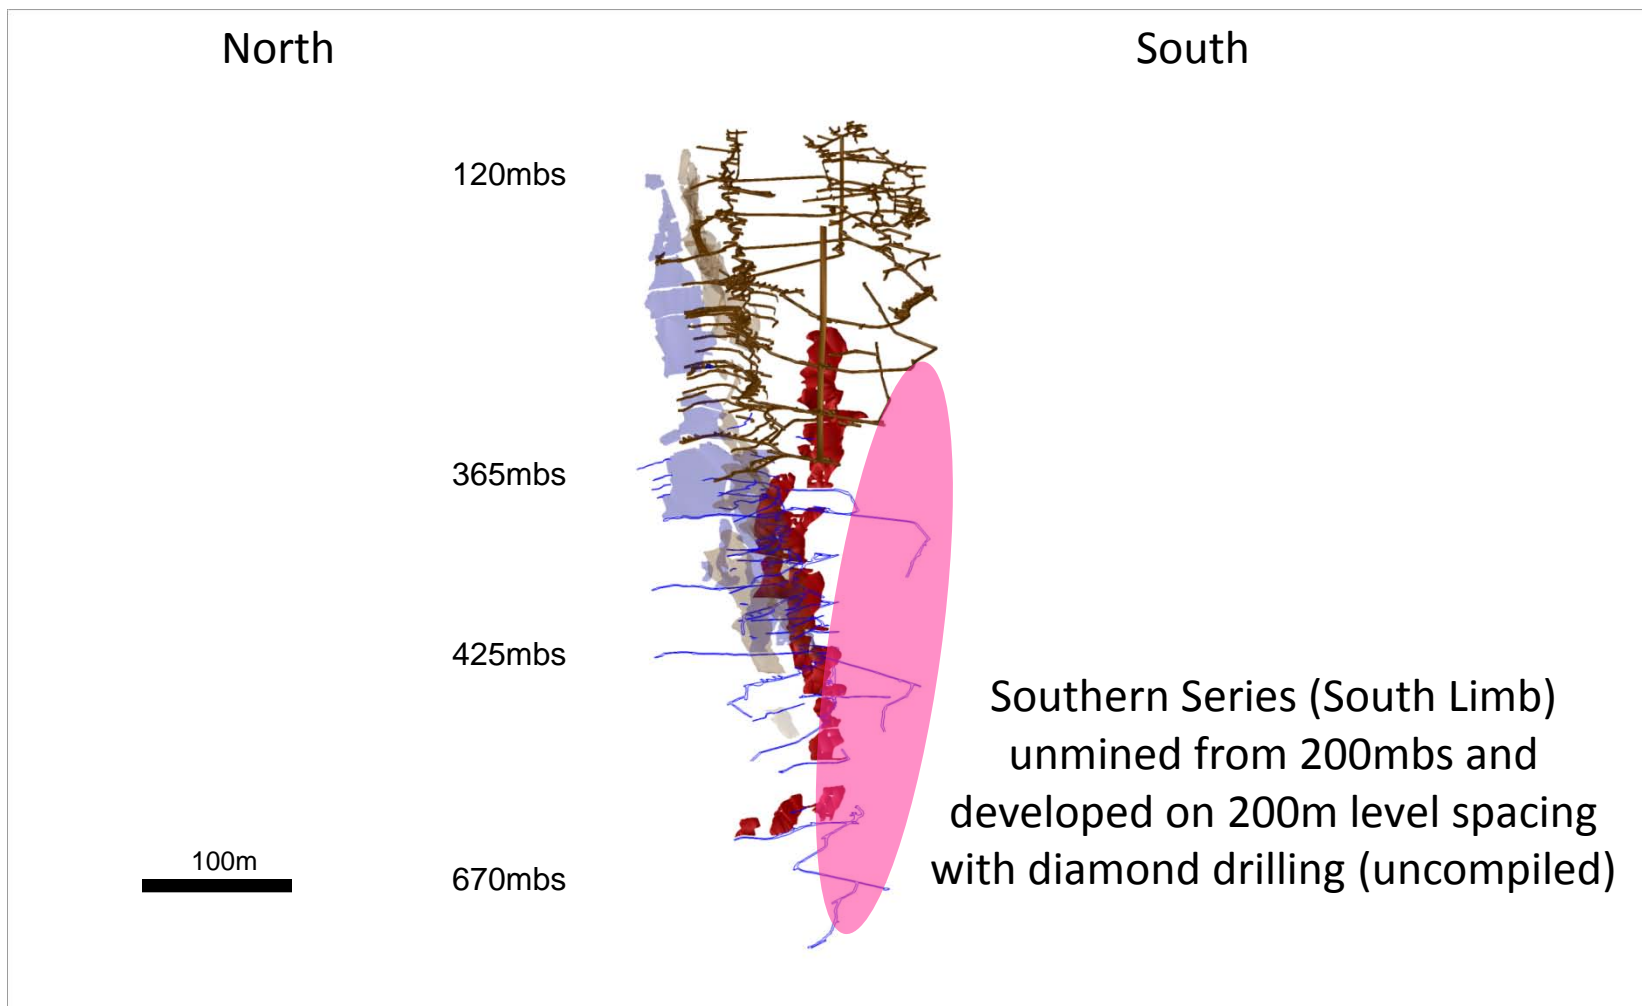 North
South
120mbs
365mbs
425mbs
Southern Series (South Limb)
unmined from 200mbs and
developed on 200m level spacing
with diamond drilling (uncompiled)
100m
670mbs